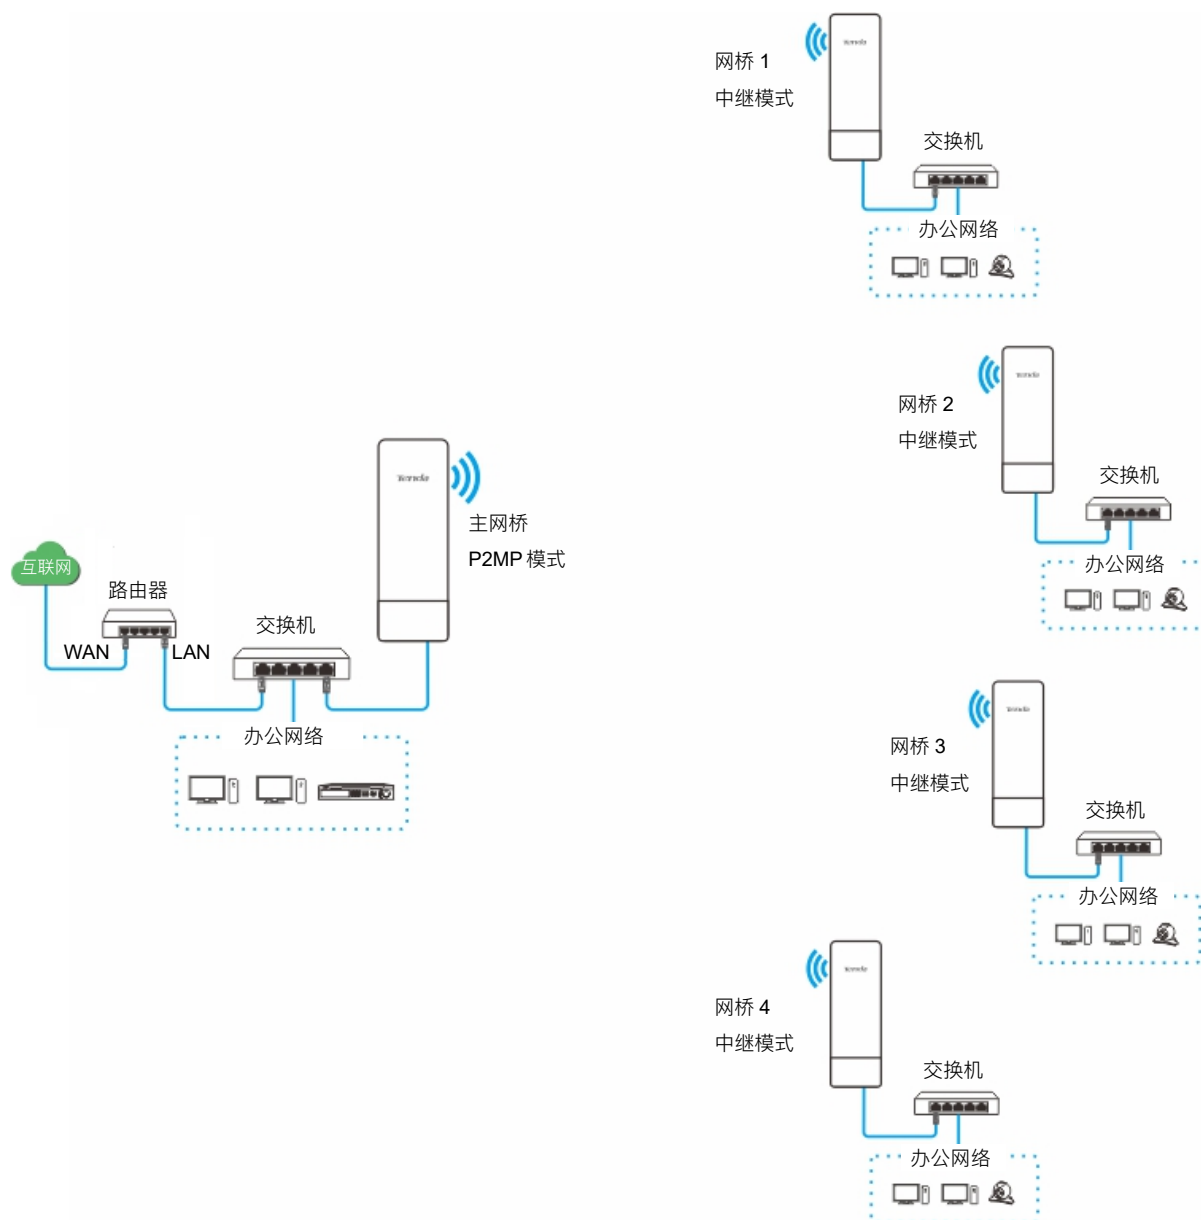 网桥 1
中继模式
交换机
办公网络
网桥 2
中继模式
交换机
办公网络
Tenda
主网桥
P2MP 模式
互联网
路由器
WAN
LAN
交换机
办公网络
网桥 3
中继模式
交换机
办公网络
网桥 4
中继模式
交换机
办公网络